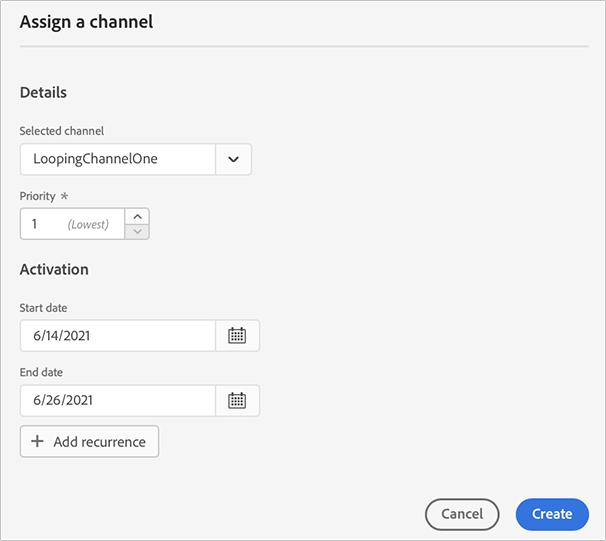 Assign a channel
Details
Selected channel
LoopingChannelOne
Priority *
1 (Lowest)
Activation
Start date
6/14/2021
End date
6/26/2021
+ Add recurrence
Cancel Create